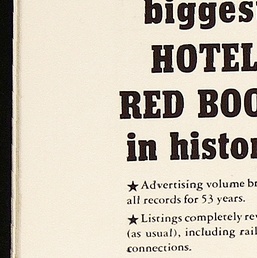 biggest
HOTEL
RED BOO
in histor
★ Advertising volume br
all records for 53 years.
★ Listings completely rev
(as usual), including rail
connections.